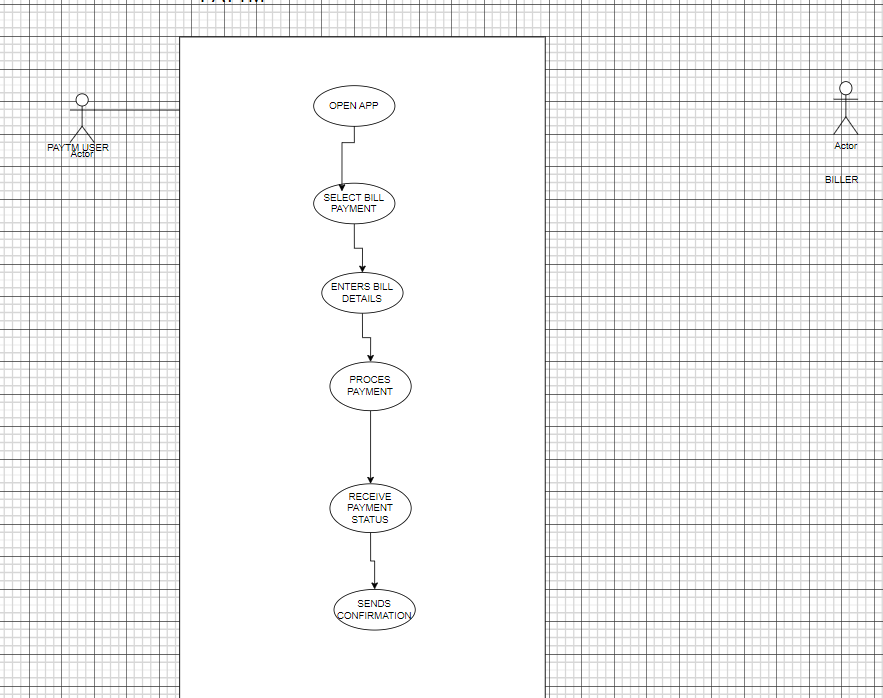 OPEN APP
PAYTM USER
Actor
Actor
BILLER
SELECT BILL
PAYMENT
ENTERS BILL
DETAILS
PROCES
PAYMENT
RECEIVE
PAYMENT
STATUS
SENDS
CONFIRMATION